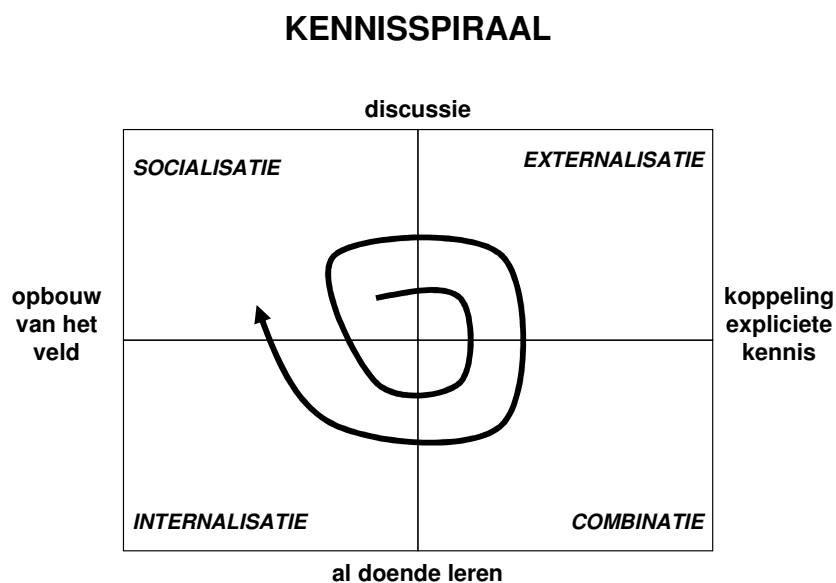 KENNISSPIRAAL
discussie
SOCIALISATIE
EXTERNALISATIE
opbouw
van het
veld
koppeling
expliciete
kennis
INTERNALISATIE
COMBINATIE
al doende leren